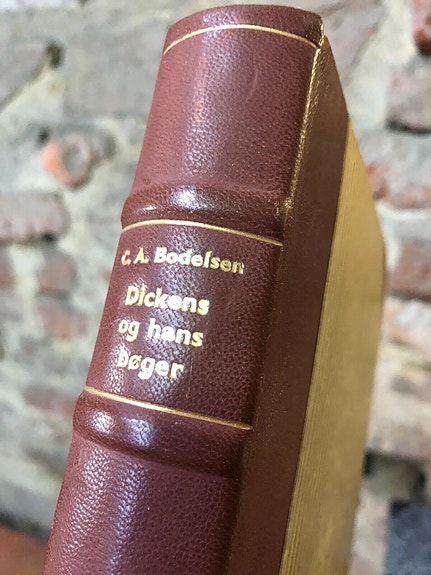 C. A. Bodelsen
Dickens
og hans
bøger